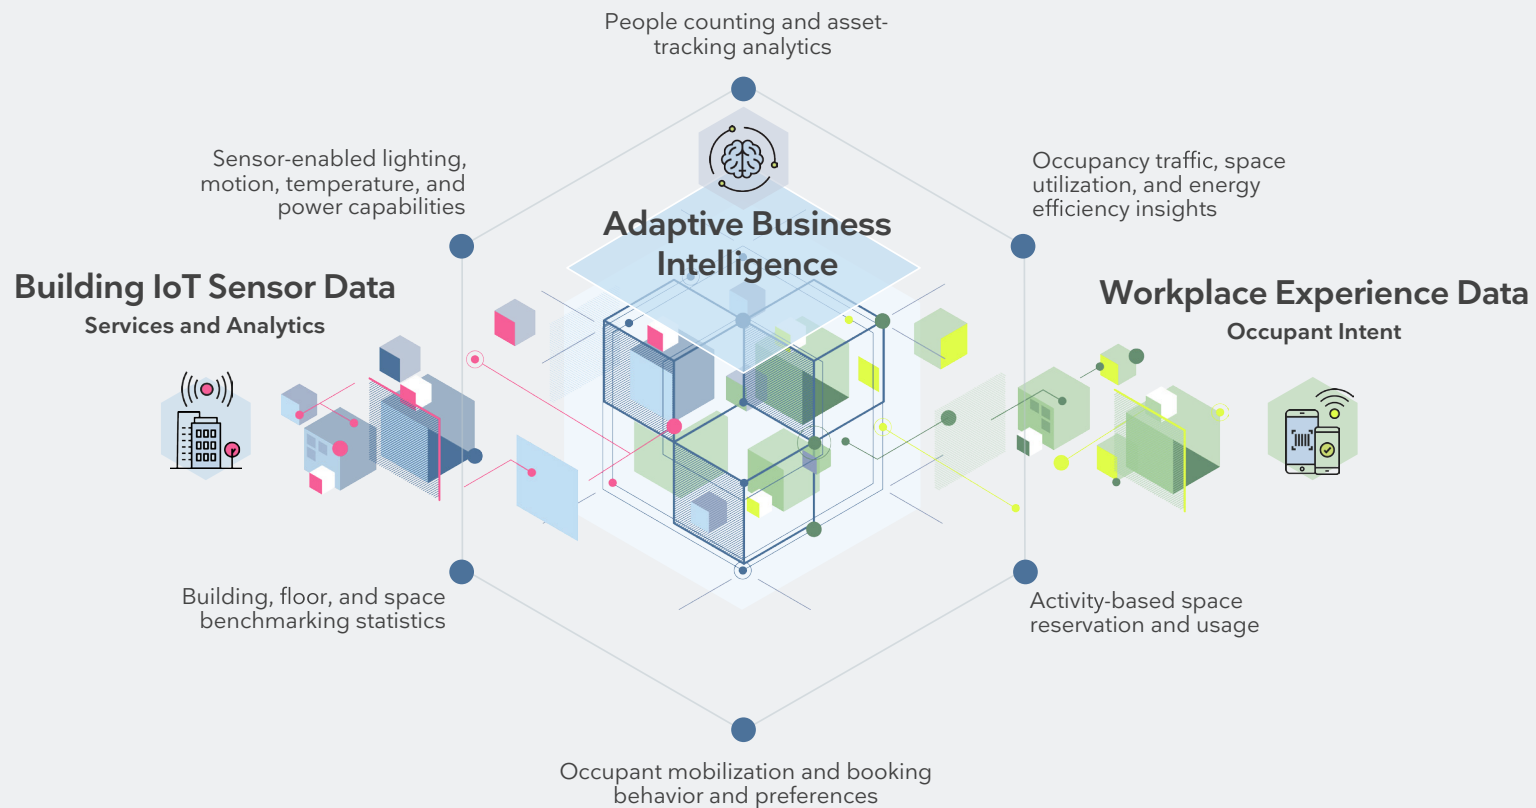 People counting and asset-
tracking analytics
Sensor-enabled lighting,
motion, temperature, and
power capabilities
Occupancy traffic, space
utilization, and energy
efficiency insights
Adaptive Business
Intelligence
Building IoT Sensor Data
Services and Analytics
Workplace Experience Data
Occupant Intent
Building, floor, and space
benchmarking statistics
Activity-based space
reservation and usage
Occupant mobilization and booking
behavior and preferences